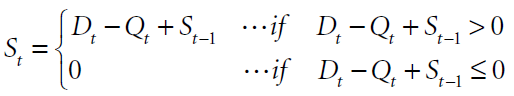 S_t = { D_t − Q_t + S_{t−1} ⋯if D_t − Q_t + S_{t−1} > 0
0 ⋯if D_t − Q_t + S_{t−1} ≤ 0